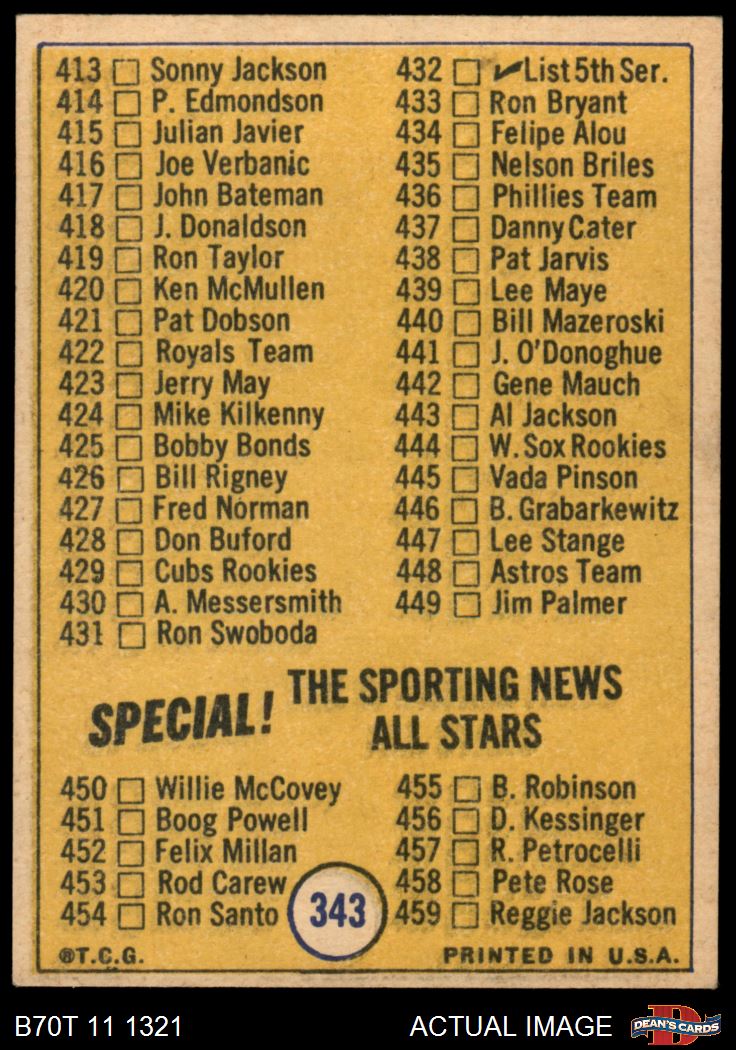 413 Sonny Jackson
414 P. Edmondson
415 Julian Javier
416 Joe Verbanic
417 John Bateman
418 J. Donaldson
419 Ron Taylor
420 Ken McMullen
421 Pat Dobson
422 Royals Team
423 Jerry May
424 Mike Kilkenny
425 Bobby Bonds
426 Bill Rigney
427 Fred Norman
428 Don Buford
429 Cubs Rookies
430 A. Messersmith
431 Ron Swoboda
432 ✓List 5th Ser.
433 Ron Bryant
434 Felipe Alou
435 Nelson Briles
436 Phillies Team
437 Danny Cater
438 Pat Jarvis
439 Lee Maye
440 Bill Mazeroski
441 J. O'Donoghue
442 Gene Mauch
443 Al Jackson
444 W. Sox Rookies
445 Vada Pinson
446 B. Grabarkewitz
447 Lee Stange
448 Astros Team
449 Jim Palmer
SPECIAL! THE SPORTING NEWS
ALL STARS
450 Willie McCovey
451 Boog Powell
452 Felix Millan
453 Rod Carew
454 Ron Santo
455 B. Robinson
456 D. Kessinger
457 R. Petrocelli
458 Pete Rose
459 Reggie Jackson
343
®T.C.G. PRINTED IN U.S.A.
B70T 11 1321 ACTUAL IMAGE DEAN'S CARDS